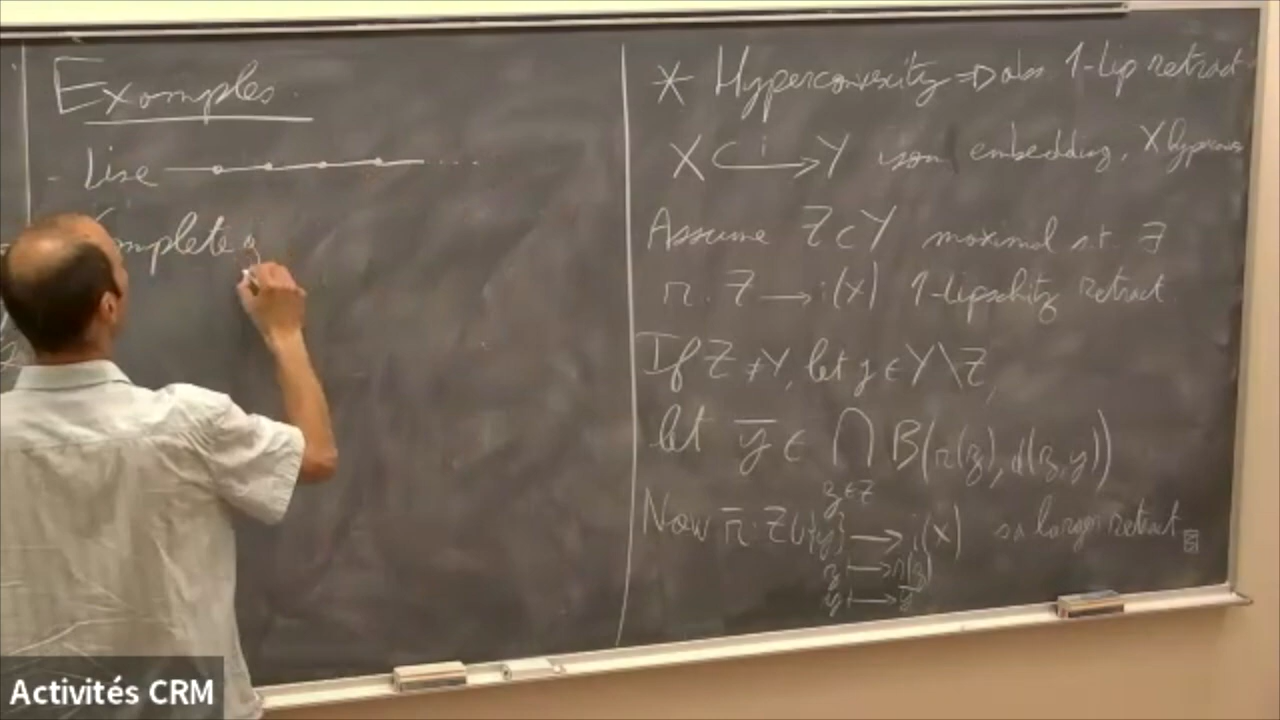 Examples.
- Line ...
Complete g
* Hyperconvexity ⇒ abs 1-Lip retract
X ↪ Y isom embedding, X hyperconv
i
Assume Z ⊂ Y maximal s.t. ∃
r: Z → i(X) 1-Lipschitz retract.
If Z ≠ Y, let y ∈ Y \ Z,
let ȳ ∈ ⋂ B(r(z), d(z,y))
z ∈ Z
Now r̄: Z ∪ {y} → i(X) is a larger retract
z ↦ r(z)
y ↦ ȳ
Activités CRM